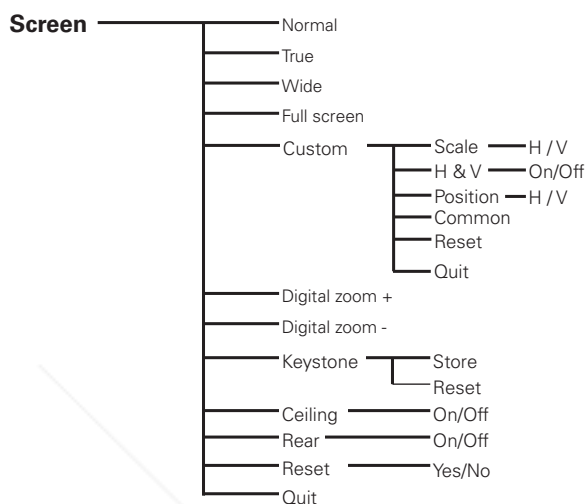 Screen Normal
True
Wide
Full screen
Custom Scale H / V
H & V On/Off
Position H / V
Common
Reset
Quit
Digital zoom +
Digital zoom -
Keystone Store
Reset
Ceiling On/Off
Rear On/Off
Reset Yes/No
Quit